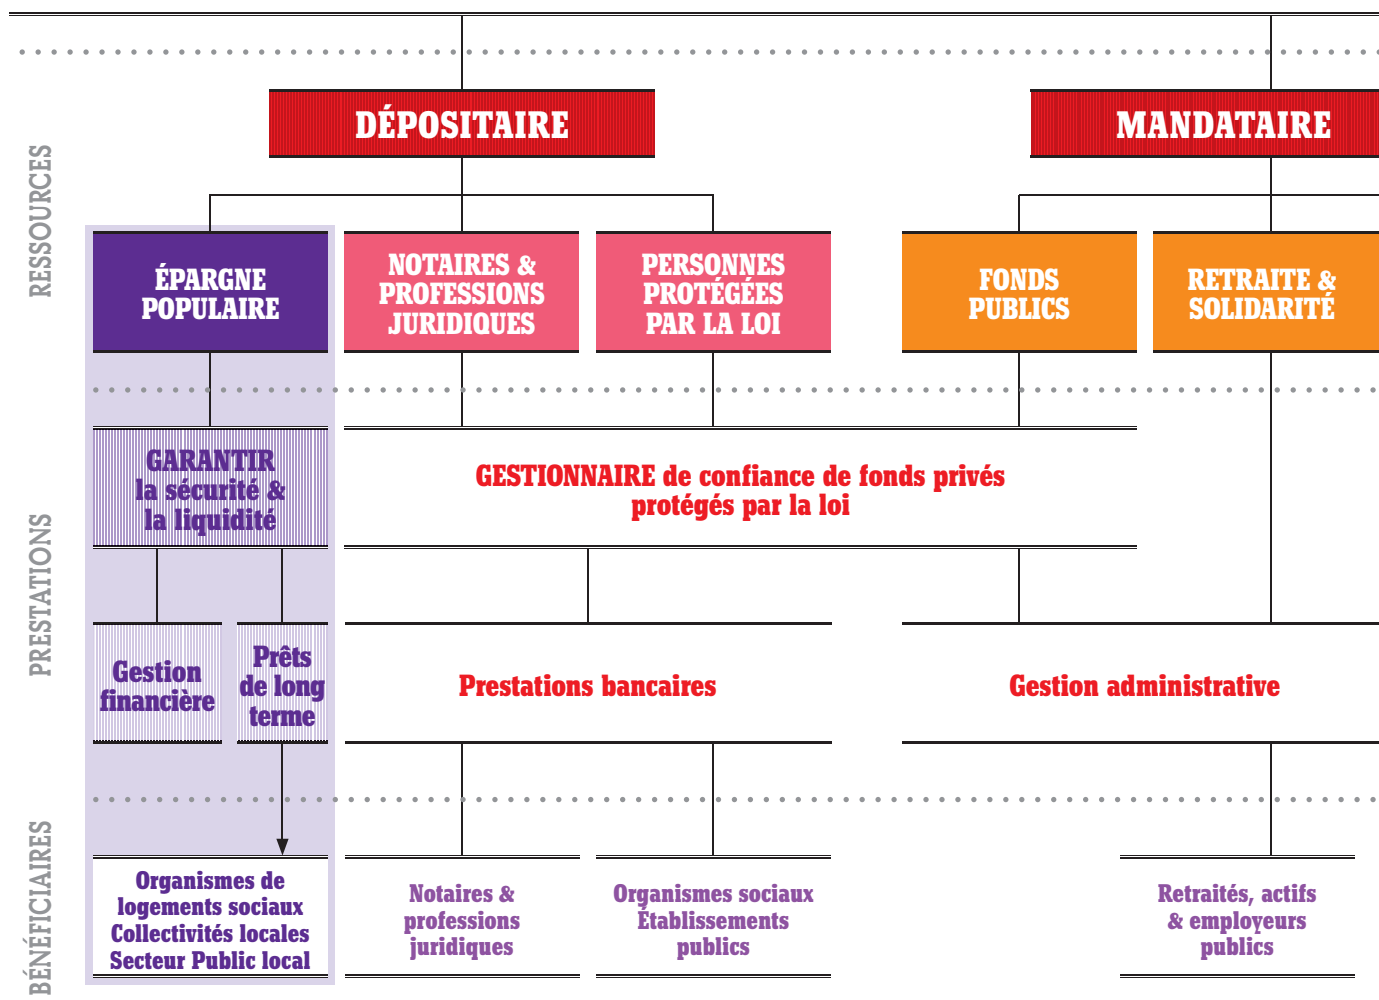 RESSOURCES
DÉPOSITAIRE
MANDATAIRE
ÉPARGNE
POPULAIRE
NOTAIRES &
PROFESSIONS
JURIDIQUES
PERSONNES
PROTÉGÉES
PAR LA LOI
FONDS
PUBLICS
RETRAITE &
SOLIDARITÉ
PRESTATIONS
GARANTIR
la sécurité &
la liquidité
GESTIONNAIRE de confiance de fonds privés
protégés par la loi
Gestion
financière
Prêts
de long
terme
Prestations bancaires
Gestion administrative
BÉNÉFICIAIRES
Organismes de
logements sociaux
Collectivités locales
Secteur Public local
Notaires &
professions
juridiques
Organismes sociaux
Établissements
publics
Retraités, actifs
& employeurs
publics